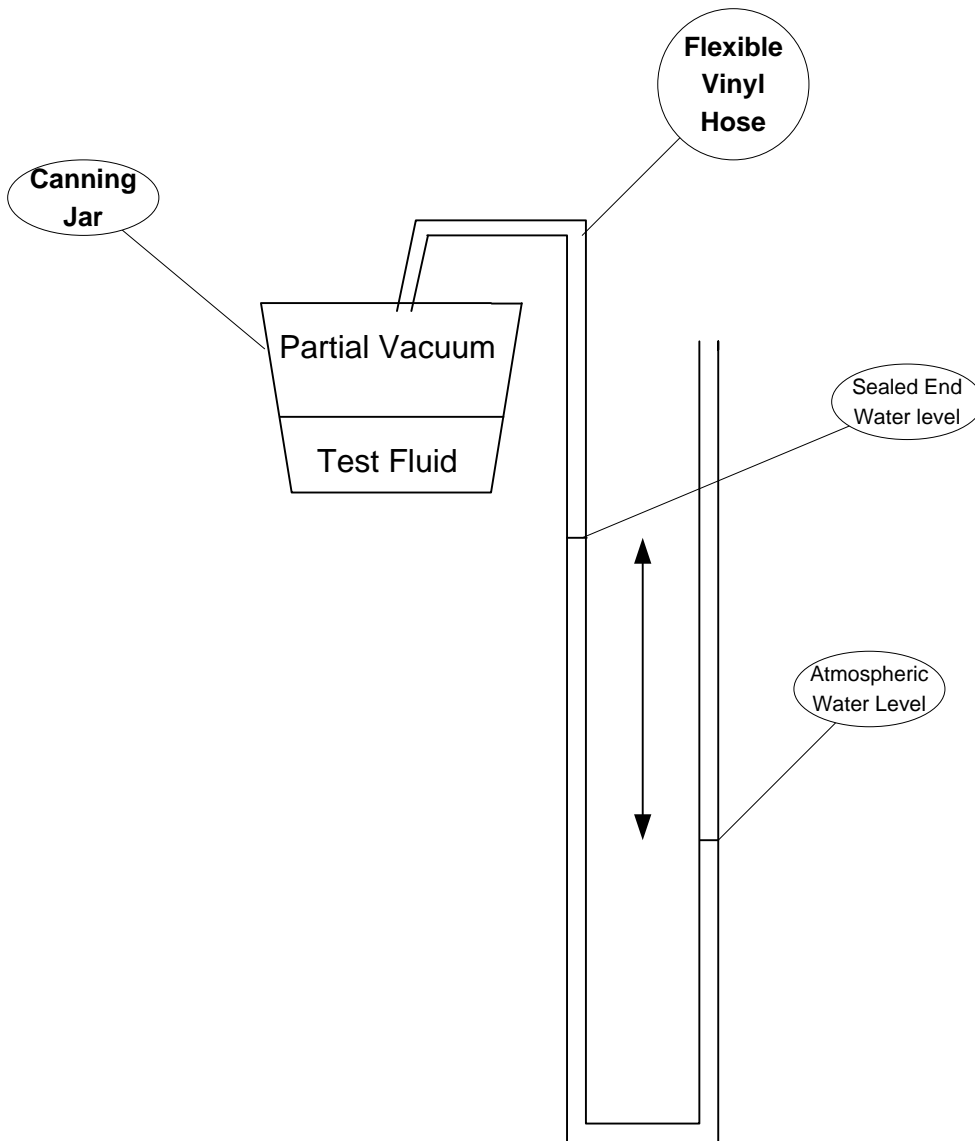 Flexible
Vinyl
Hose
Canning
Jar
Partial Vacuum
Test Fluid
Sealed End
Water level
Atmospheric
Water Level